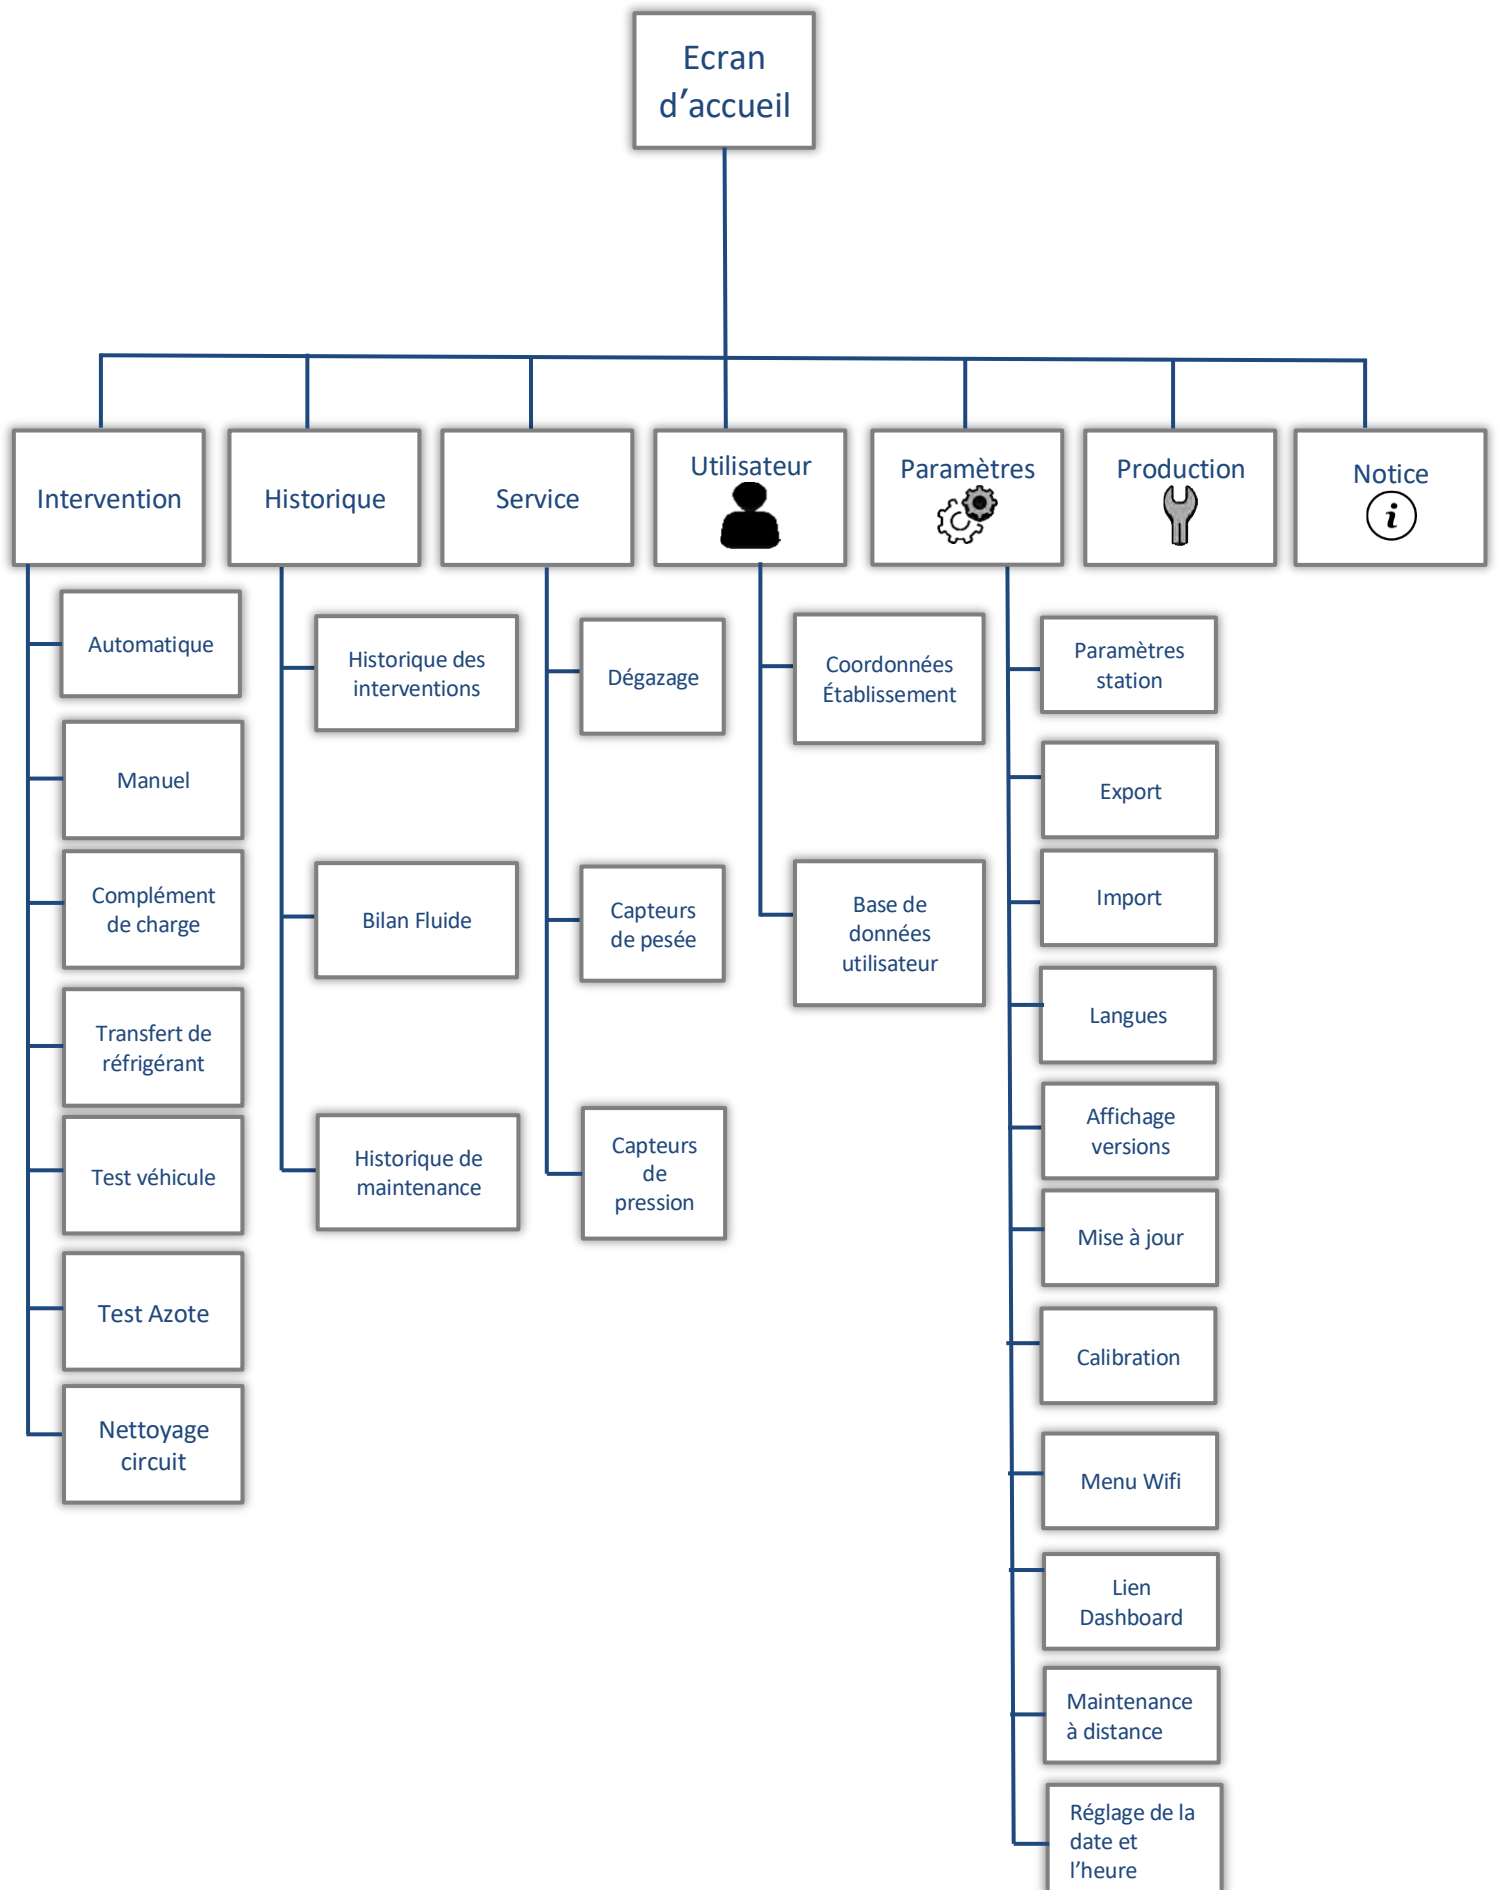 Ecran
d’accueil
Intervention
Historique
Service
Utilisateur
Paramètres
Production
Notice
i
Automatique
Manuel
Complément
de charge
Transfert de
réfrigérant
Test véhicule
Test Azote
Nettoyage
circuit
Historique des
interventions
Bilan Fluide
Historique de
maintenance
Dégazage
Capteurs
de pesée
Capteurs
de
pression
Coordonnées
Établissement
Base de
données
utilisateur
Paramètres
station
Export
Import
Langues
Affichage
versions
Mise à jour
Calibration
Menu Wifi
Lien
Dashboard
Maintenance
à distance
Réglage de la
date et
l’heure